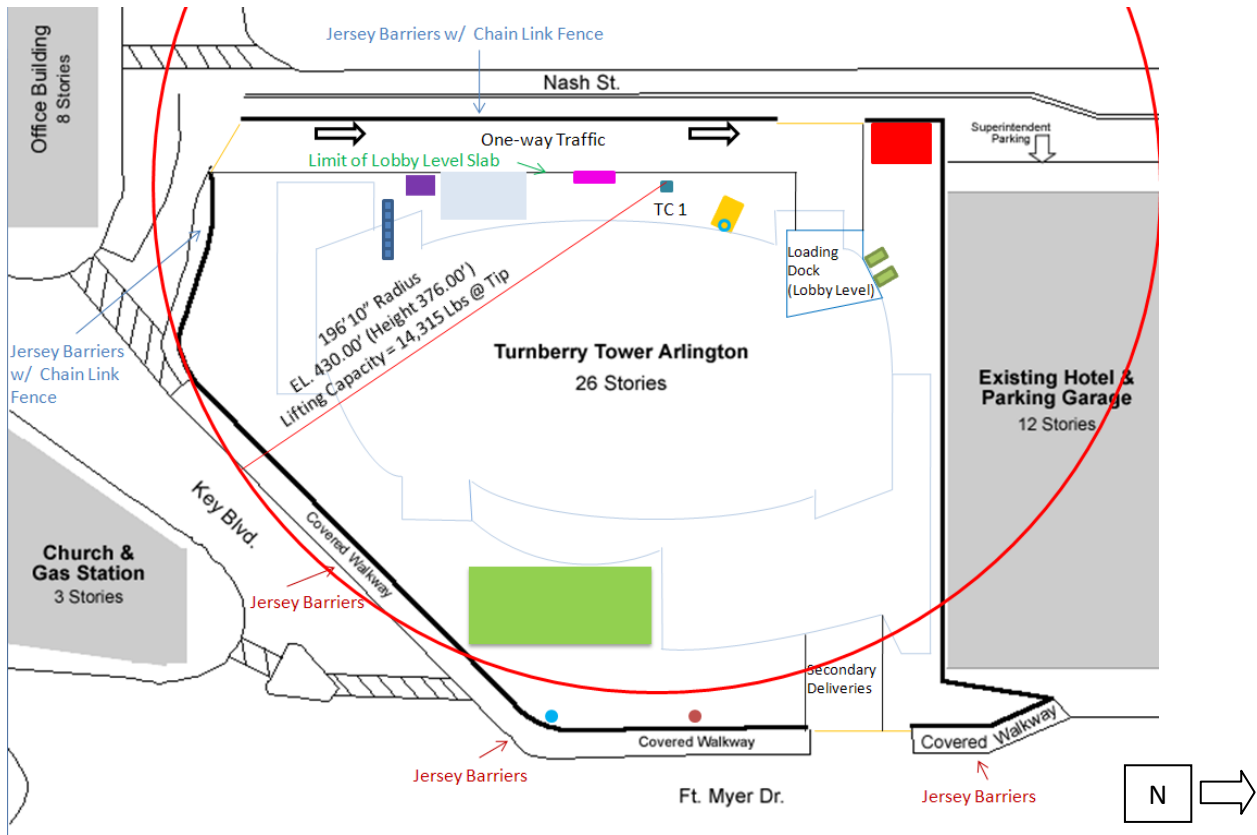 Jersey Barriers w/ Chain Link Fence
Office Building
8 Stories
Nash St.
One-way Traffic
Superintendent
Parking
Limit of Lobby Level Slab
TC 1
Loading
Dock
(Lobby Level)
196’10” Radius
EL. 430.00’ (Height 376.00’)
Lifting Capacity = 14,315 Lbs @ Tip
Jersey Barriers
w/ Chain Link
Fence
Turnberry Tower Arlington
26 Stories
Existing Hotel &
Parking Garage
12 Stories
Key Blvd.
Covered Walkway
Church &
Gas Station
3 Stories
Jersey Barriers
Secondary
Deliveries
Covered Walkway
Covered Walkway
Jersey Barriers
Ft. Myer Dr.
Jersey Barriers
N